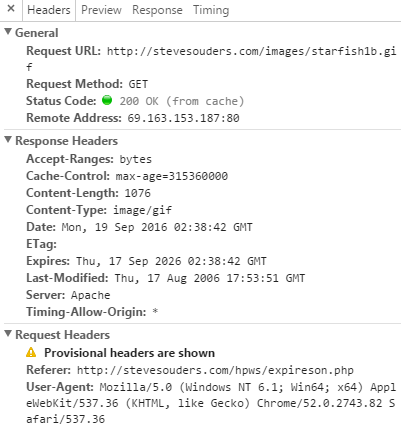 × Headers Preview Response Timing
▼ General
Request URL: http://stevesouders.com/images/starfish1b.gi
f
Request Method: GET
Status Code: 200 OK (from cache)
Remote Address: 69.163.153.187:80
▼ Response Headers
Accept-Ranges: bytes
Cache-Control: max-age=315360000
Content-Length: 1076
Content-Type: image/gif
Date: Mon, 19 Sep 2016 02:38:42 GMT
ETag:
Expires: Thu, 17 Sep 2026 02:38:42 GMT
Last-Modified: Thu, 17 Aug 2006 17:53:51 GMT
Server: Apache
Timing-Allow-Origin: *
▼ Request Headers
Provisional headers are shown
Referer: http://stevesouders.com/hpws/expireson.php
User-Agent: Mozilla/5.0 (Windows NT 6.1; Win64; x64) Appl
eWebKit/537.36 (KHTML, like Gecko) Chrome/52.0.2743.82 S
afari/537.36